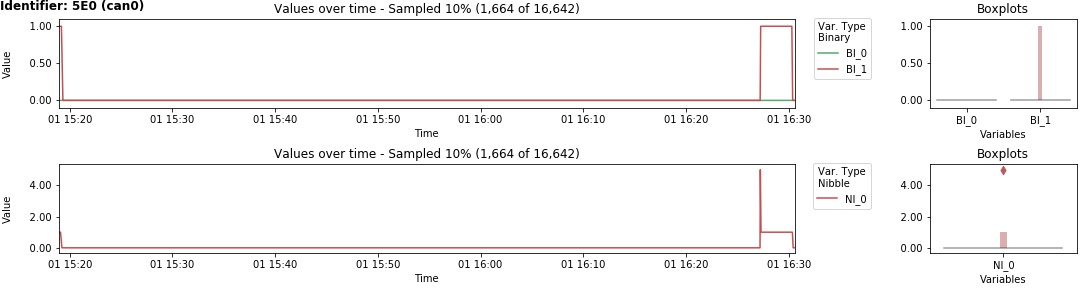 Identifier: 5E0 (can0)
Values over time - Sampled 10% (1,664 of 16,642)
Boxplots
1.00
0.50
0.00
Value
01 15:20 01 15:30 01 15:40 01 15:50 01 16:00 01 16:10 01 16:20 01 16:30
Time
Var. Type
Binary
BI_0
BI_1
1.00
0.50
0.00
BI_0 BI_1
Variables
Values over time - Sampled 10% (1,664 of 16,642)
Boxplots
4.00
2.00
0.00
Value
01 15:20 01 15:30 01 15:40 01 15:50 01 16:00 01 16:10 01 16:20 01 16:30
Time
Var. Type
Nibble
NI_0
4.00
2.00
0.00
NI_0
Variables